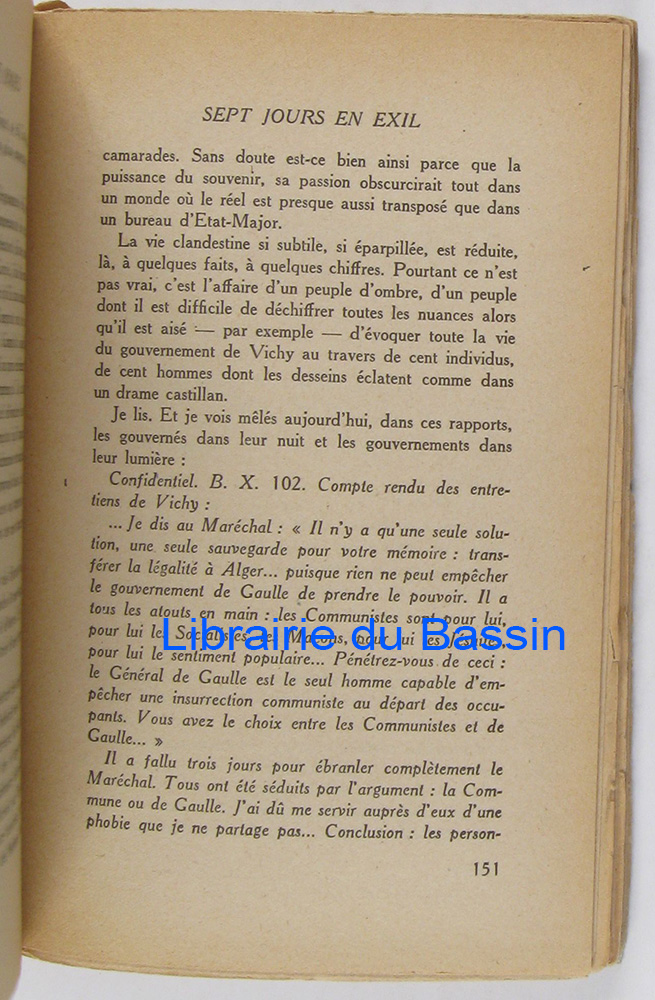 SEPT JOURS EN EXIL
camarades. Sans doute est-ce bien ainsi parce que la
puissance du souvenir, sa passion obscurcirait tout dans
un monde où le réel est presque aussi transposé que dans
un bureau d'Etat-Major.
La vie clandestine si subtile, si éparpillée, est réduite,
là, à quelques faits, à quelques chiffres. Pourtant ce n'est
pas vrai, c'est l'affaire d'un peuple d'ombre, d'un peuple
dont il est difficile de déchiffrer toutes les nuances alors
qu'il est aisé — par exemple — d'évoquer toute la vie
du gouvernement de Vichy au travers de cent individus,
de cent hommes dont les desseins éclatent comme dans
un drame castillan.
Je lis. Et je vois mêlés aujourd'hui, dans ces rapports,
les gouvernés dans leur nuit et les gouvernements dans
leur lumière :
Confidentiel. B. X. 102. Compte rendu des entre-
tiens de Vichy :
... Je dis au Maréchal : « Il n'y a qu'une seule solu-
tion, une seule sauvegarde pour votre mémoire : trans-
férer la légalité à Alger... puisque rien ne peut empêcher
le gouvernement de Gaulle de prendre le pouvoir. Il a
tous les atouts en main : les Communistes sont pour lui,
pour lui les Socialistes, les Maçons, pour lui les
Librairie du Bassin
pour lui le sentiment populaire... Pénétrez-vous de ceci :
le Général de Gaulle est le seul homme capable d'em-
pêcher une insurrection communiste au départ des occu-
pants. Vous avez le choix entre les Communistes et de
Gaulle... »
Il a fallu trois jours pour ébranler complètement le
Maréchal. Tous ont été séduits par l'argument : la Com-
mune ou de Gaulle. J'ai dû me servir auprès d'eux d'une
phobie que je ne partage pas... Conclusion : les person-
151